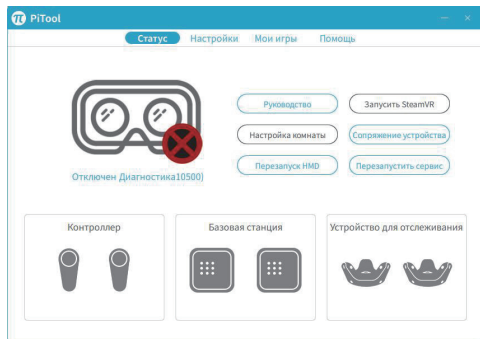 PiTool
Статус Настройки Мои игры Помощь
Руководство Запусить SteamVR
Настройка комнаты Сопряжение устройства
Перезапуск HMD Перезапустить сервис
Отключен Диагностика10500)
Контроллер Базовая станция Устройство для отслеживания